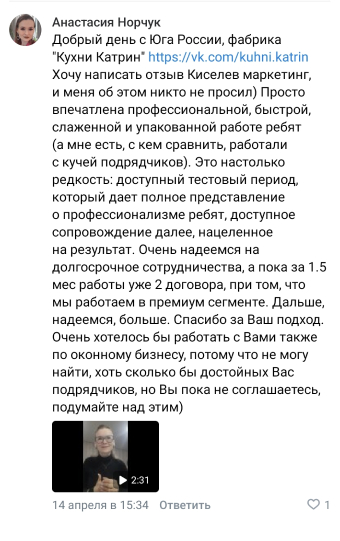 Анастасия Норчук
Добрый день с Юга России, фабрика
"Кухни Катрин" https://vk.com/kuhni.katrin
Хочу написать отзыв Киселев маркетинг,
и меня об этом никто не просил) Просто
впечатлена профессиональной, быстрой,
слаженной и упакованной работе ребят
(а мне есть, с кем сравнить, работали
с кучей подрядчиков). Это настолько
редкость: доступный тестовый период,
который дает полное представление
о профессионализме ребят, доступное
сопровождение далее, нацеленное
на результат. Очень надеемся на
долгосрочное сотрудничества, а пока за 1.5
мес работы уже 2 договора, при том, что
мы работаем в премиум сегменте. Дальше,
надеемся, больше. Спасибо за Ваш подход.
Очень хотелось бы работать с Вами также
по оконному бизнесу, потому что не могу
найти, хоть сколько бы достойных Вас
подрядчиков, но Вы пока не соглашаетесь,
подумайте над этим)
2:31
14 апреля в 15:34 Ответить 1